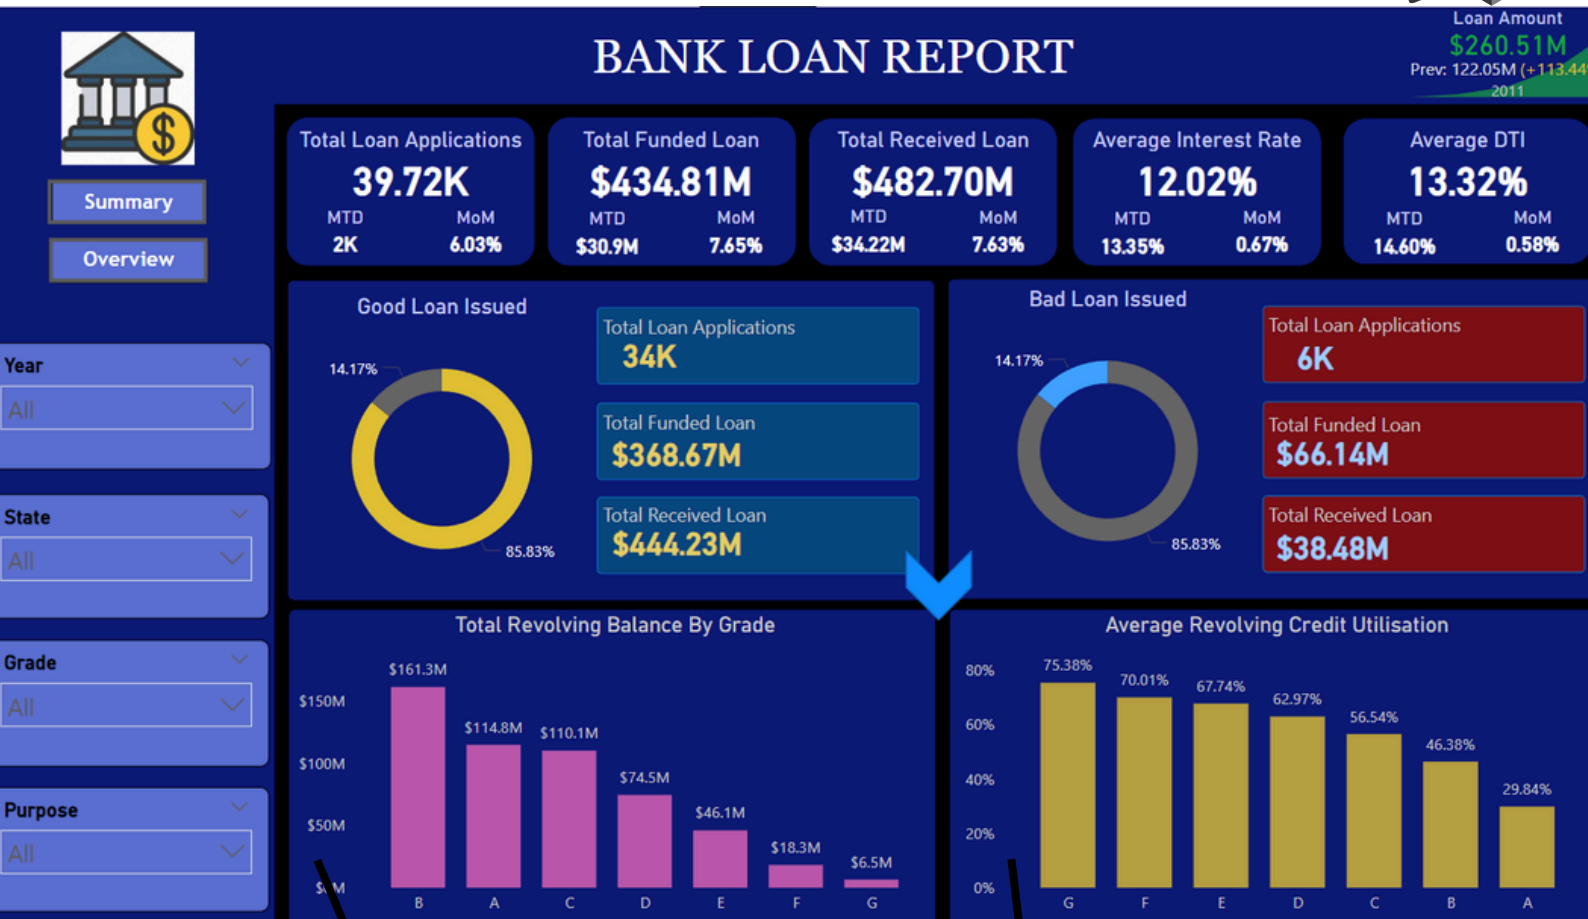 BANK LOAN REPORT
Loan Amount
$260.51M
Prev: 122.05M (+113.44
2011
Summary
Overview
Year
All
State
All
Grade
All
Purpose
All
Total Loan Applications
39.72K
MTD MoM
2K 6.03%
Total Funded Loan
$434.81M
MTD MoM
$30.9M 7.65%
Total Received Loan
$482.70M
MTD MoM
$34.22M 7.63%
Average Interest Rate
12.02%
MTD MoM
13.35% 0.67%
Average DTI
13.32%
MTD MoM
14.60% 0.58%
Good Loan Issued
14.17%
85.83%
Total Loan Applications
34K
Total Funded Loan
$368.67M
Total Received Loan
$444.23M
Bad Loan Issued
14.17%
85.83%
Total Loan Applications
6K
Total Funded Loan
$66.14M
Total Received Loan
$38.48M
Total Revolving Balance By Grade
$150M
$100M
$50M
$0M
$161.3M
$114.8M
$110.1M
$74.5M
$46.1M
$18.3M
$6.5M
B A C D E F G
Average Revolving Credit Utilisation
80%
60%
40%
20%
0%
75.38%
70.01%
67.74%
62.97%
56.54%
46.38%
29.84%
G F E D C B A